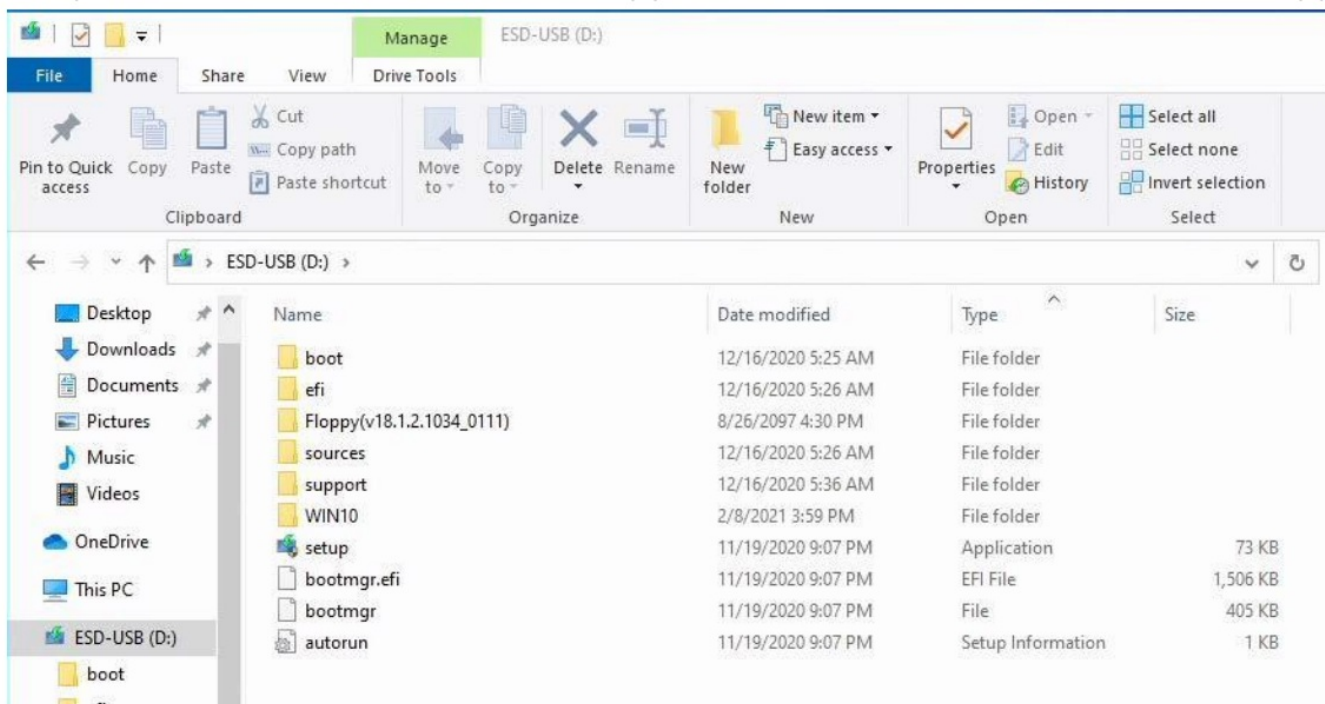 Manage ESD-USB (D:)
File Home Share View Drive Tools
Pin to Quick access
Copy
Paste
Cut
Copy path
Paste shortcut
Clipboard
Move to
Copy to
Delete
Rename
Organize
New folder
New item
Easy access
New
Properties
Open
Edit
History
Open
Select all
Select none
Invert selection
Select
ESD-USB (D:)
Desktop
Downloads
Documents
Pictures
Music
Videos
OneDrive
This PC
ESD-USB (D:)
boot
Name Date modified Type Size
boot 12/16/2020 5:25 AM File folder
efi 12/16/2020 5:26 AM File folder
Floppy(v18.1.2.1034_0111) 8/26/2097 4:30 PM File folder
sources 12/16/2020 5:26 AM File folder
support 12/16/2020 5:36 AM File folder
WIN10 2/8/2021 3:59 PM File folder
setup 11/19/2020 9:07 PM Application 73 KB
bootmgr.efi 11/19/2020 9:07 PM EFI File 1,506 KB
bootmgr 11/19/2020 9:07 PM File 405 KB
autorun 11/19/2020 9:07 PM Setup Information 1 KB